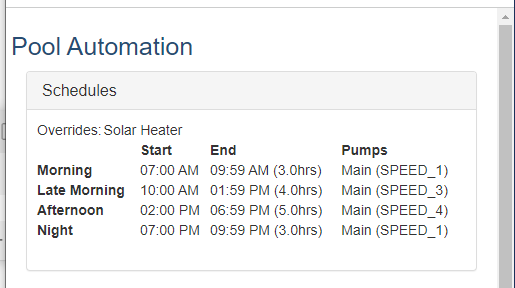 Pool Automation
Schedules
Overrides: Solar Heater
Start End Pumps
Morning 07:00 AM 09:59 AM (3.0hrs) Main (SPEED_1)
Late Morning 10:00 AM 01:59 PM (4.0hrs) Main (SPEED_3)
Afternoon 02:00 PM 06:59 PM (5.0hrs) Main (SPEED_4)
Night 07:00 PM 09:59 PM (3.0hrs) Main (SPEED_1)